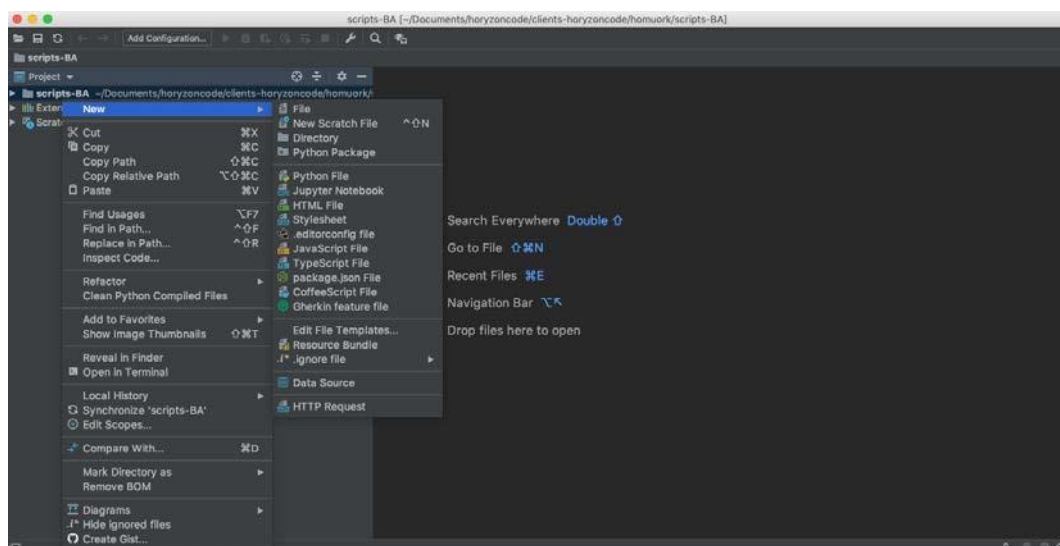 scripts-BA [~/Documents/horyzoncode/clients-horyzoncode/homuork/scripts-BA]
Add Configuration...
scripts-BA
Project
scripts-BA ~/Documents/horyzoncode/clients-horyzoncode/homuork/
Exter
Scrat
New
Cut ⌘X
Copy ⌘C
Copy Path ⇧⌘C
Copy Relative Path ⌥⇧⌘C
Paste ⌘V
Find Usages ⌥F7
Find in Path... ^⇧F
Replace in Path... ^⇧R
Inspect Code...
Refactor
Clean Python Compiled Files
Add to Favorites
Show Image Thumbnails ⇧⌘T
Reveal in Finder
Open in Terminal
Local History
Synchronize 'scripts-BA'
Edit Scopes...
Compare With... ⌘D
Mark Directory as
Remove BOM
Diagrams
.i* Hide ignored files
Create Gist...
File
New Scratch File ^⇧N
Directory
Python Package
Python File
Jupyter Notebook
HTML File
Stylesheet
.editorconfig file
JavaScript File
TypeScript File
package.json File
CoffeeScript File
Gherkin feature file
Edit File Templates...
Resource Bundle
.i* .ignore file
Data Source
HTTP Request
Search Everywhere Double ⇧
Go to File ⇧⌘N
Recent Files ⌘E
Navigation Bar ⌥↖
Drop files here to open